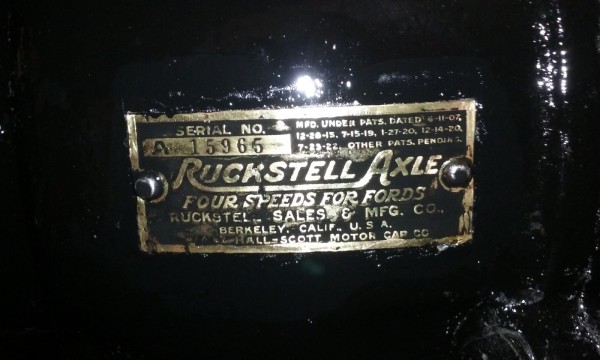 SERIAL NO.
A 15965
MFD. UNDER PATS. DATED 6-11-07,
12-28-15, 7-15-19, 1-27-20, 12-14-20,
7-25-22, OTHER PATS. PENDING.
RUCKSTELL AXLE
FOUR SPEEDS FOR FORDS
RUCKSTELL SALES & MFG. CO.,
BERKELEY, CALIF., U.S.A.
HALL-SCOTT MOTOR CAR CO